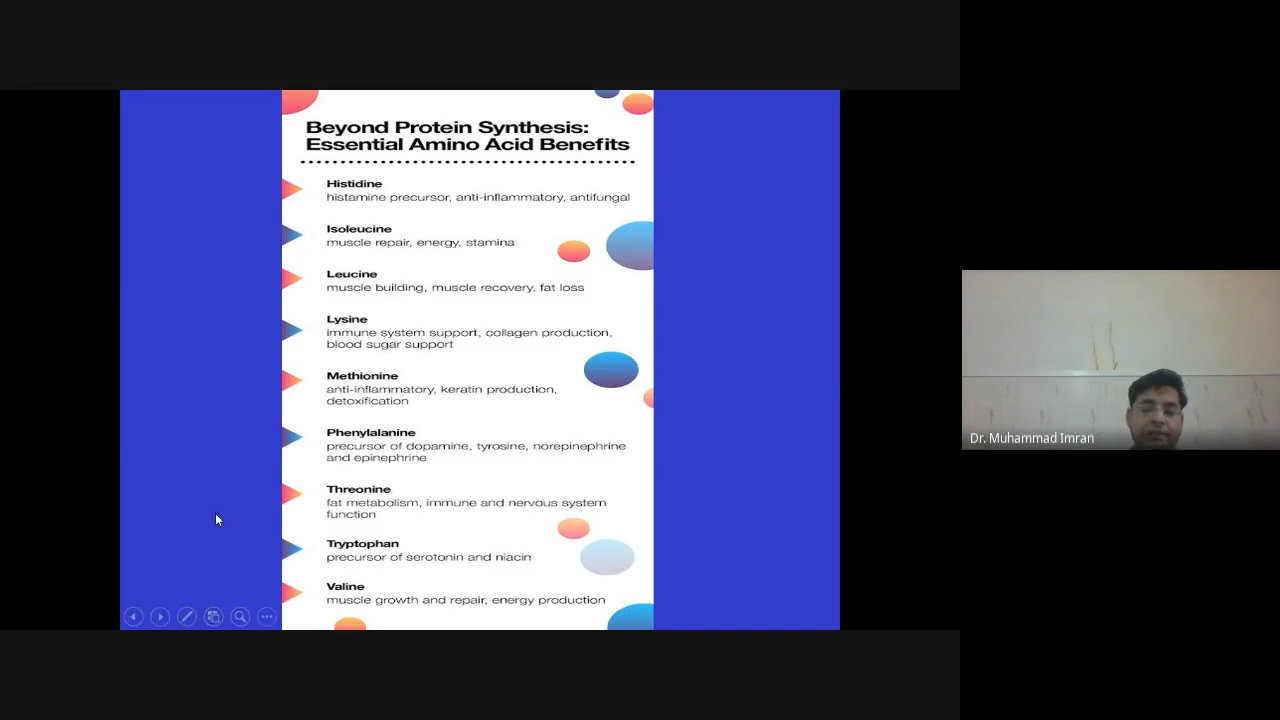 Beyond Protein Synthesis:
Essential Amino Acid Benefits
Histidine
histamine precursor, anti-inflammatory, antifungal
Isoleucine
muscle repair, energy, stamina
Leucine
muscle building, muscle recovery, fat loss
Lysine
immune system support, collagen production,
blood sugar support
Methionine
anti-inflammatory, keratin production,
detoxification
Phenylalanine
precursor of dopamine, tyrosine, norepinephrine
and epinephrine
Threonine
fat metabolism, immune and nervous system
function
Tryptophan
precursor of serotonin and niacin
Valine
muscle growth and repair, energy production
Dr. Muhammad Imran